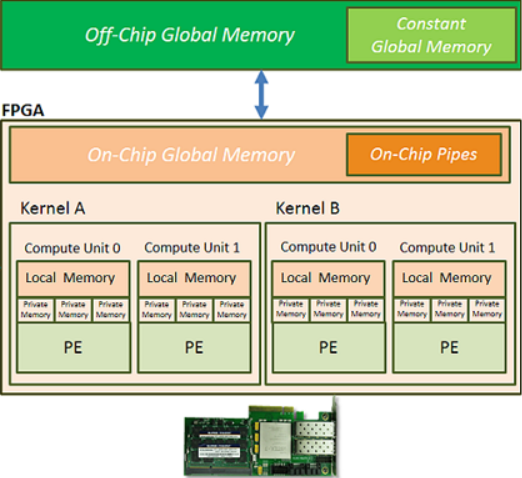 Off-Chip Global Memory
Constant
Global Memory
FPGA
On-Chip Global Memory
On-Chip Pipes
Kernel A
Kernel B
Compute Unit 0
Compute Unit 1
Compute Unit 0
Compute Unit 1
Local Memory
Local Memory
Local Memory
Local Memory
Private Private Private
Memory Memory Memory
Private Private Private
Memory Memory Memory
Private Private Private
Memory Memory Memory
Private Private Private
Memory Memory Memory
PE
PE
PE
PE